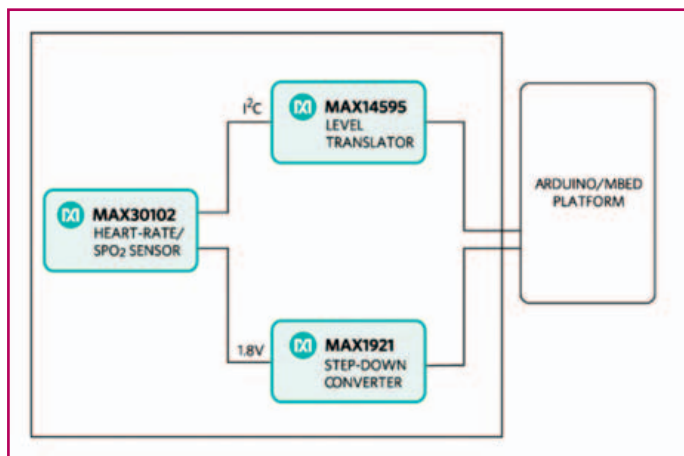 I²C
MAX14595
LEVEL
TRANSLATOR
ARDUINO/MBED
PLATFORM
MAX30102
HEART-RATE/
SPO₂ SENSOR
1.8V
MAX1921
STEP-DOWN
CONVERTER